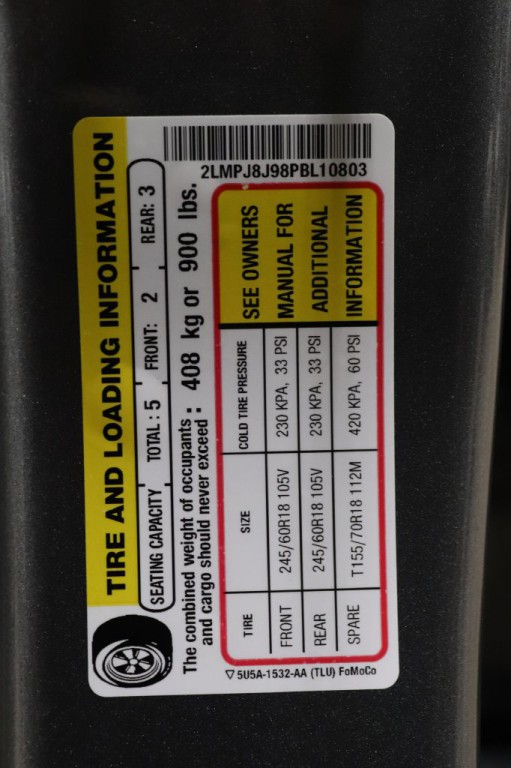 TIRE AND LOADING INFORMATION
SEATING CAPACITY TOTAL : 5 FRONT: 2 REAR: 3
The combined weight of occupants
and cargo should never exceed : 408 kg or 900 lbs.
TIRE SIZE COLD TIRE PRESSURE SEE OWNERS
FRONT 245/60R18 105V 230 KPA, 33 PSI MANUAL FOR
REAR 245/60R18 105V 230 KPA, 33 PSI ADDITIONAL
SPARE T155/70R18 112M 420 KPA, 60 PSI INFORMATION
5U5A-1532-AA (TLU) FoMoCo
2LMPJ8J98PBL10803